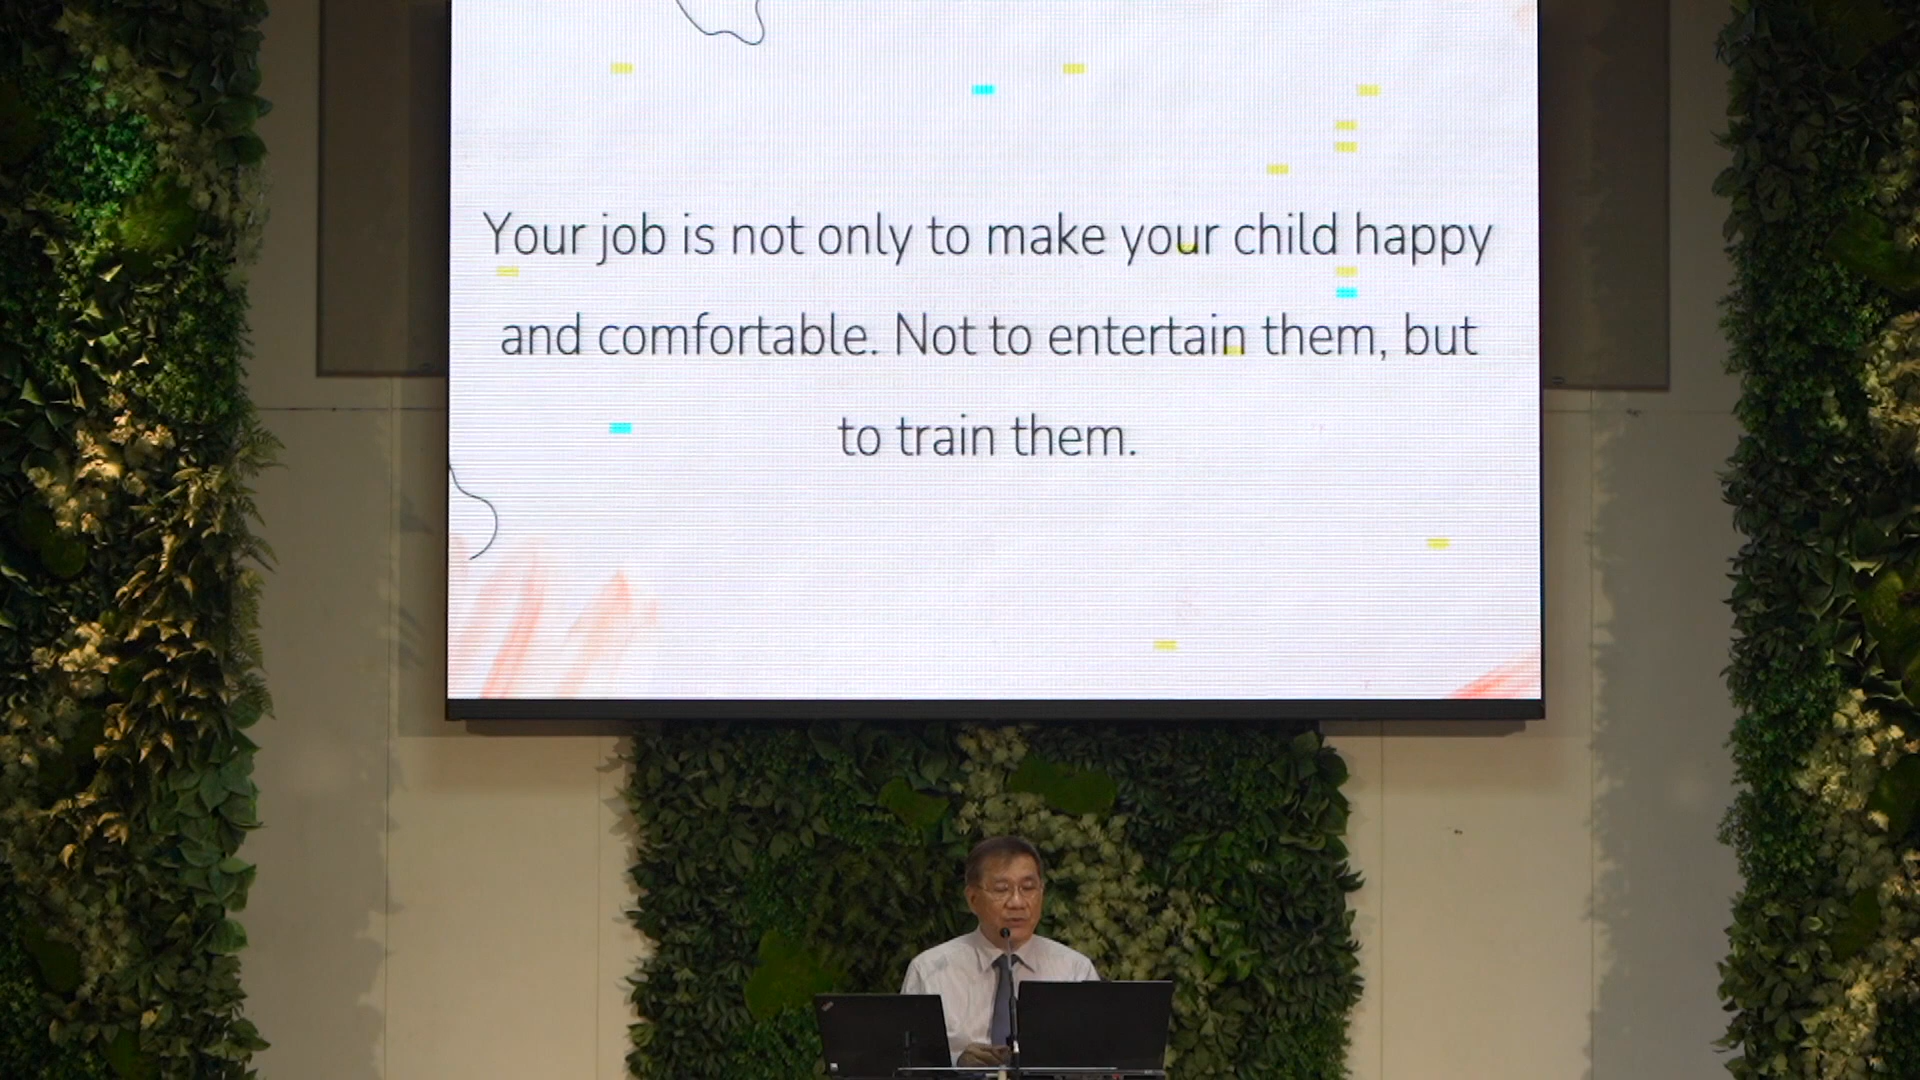 Your job is not only to make your child happy
and comfortable. Not to entertain them, but
to train them.